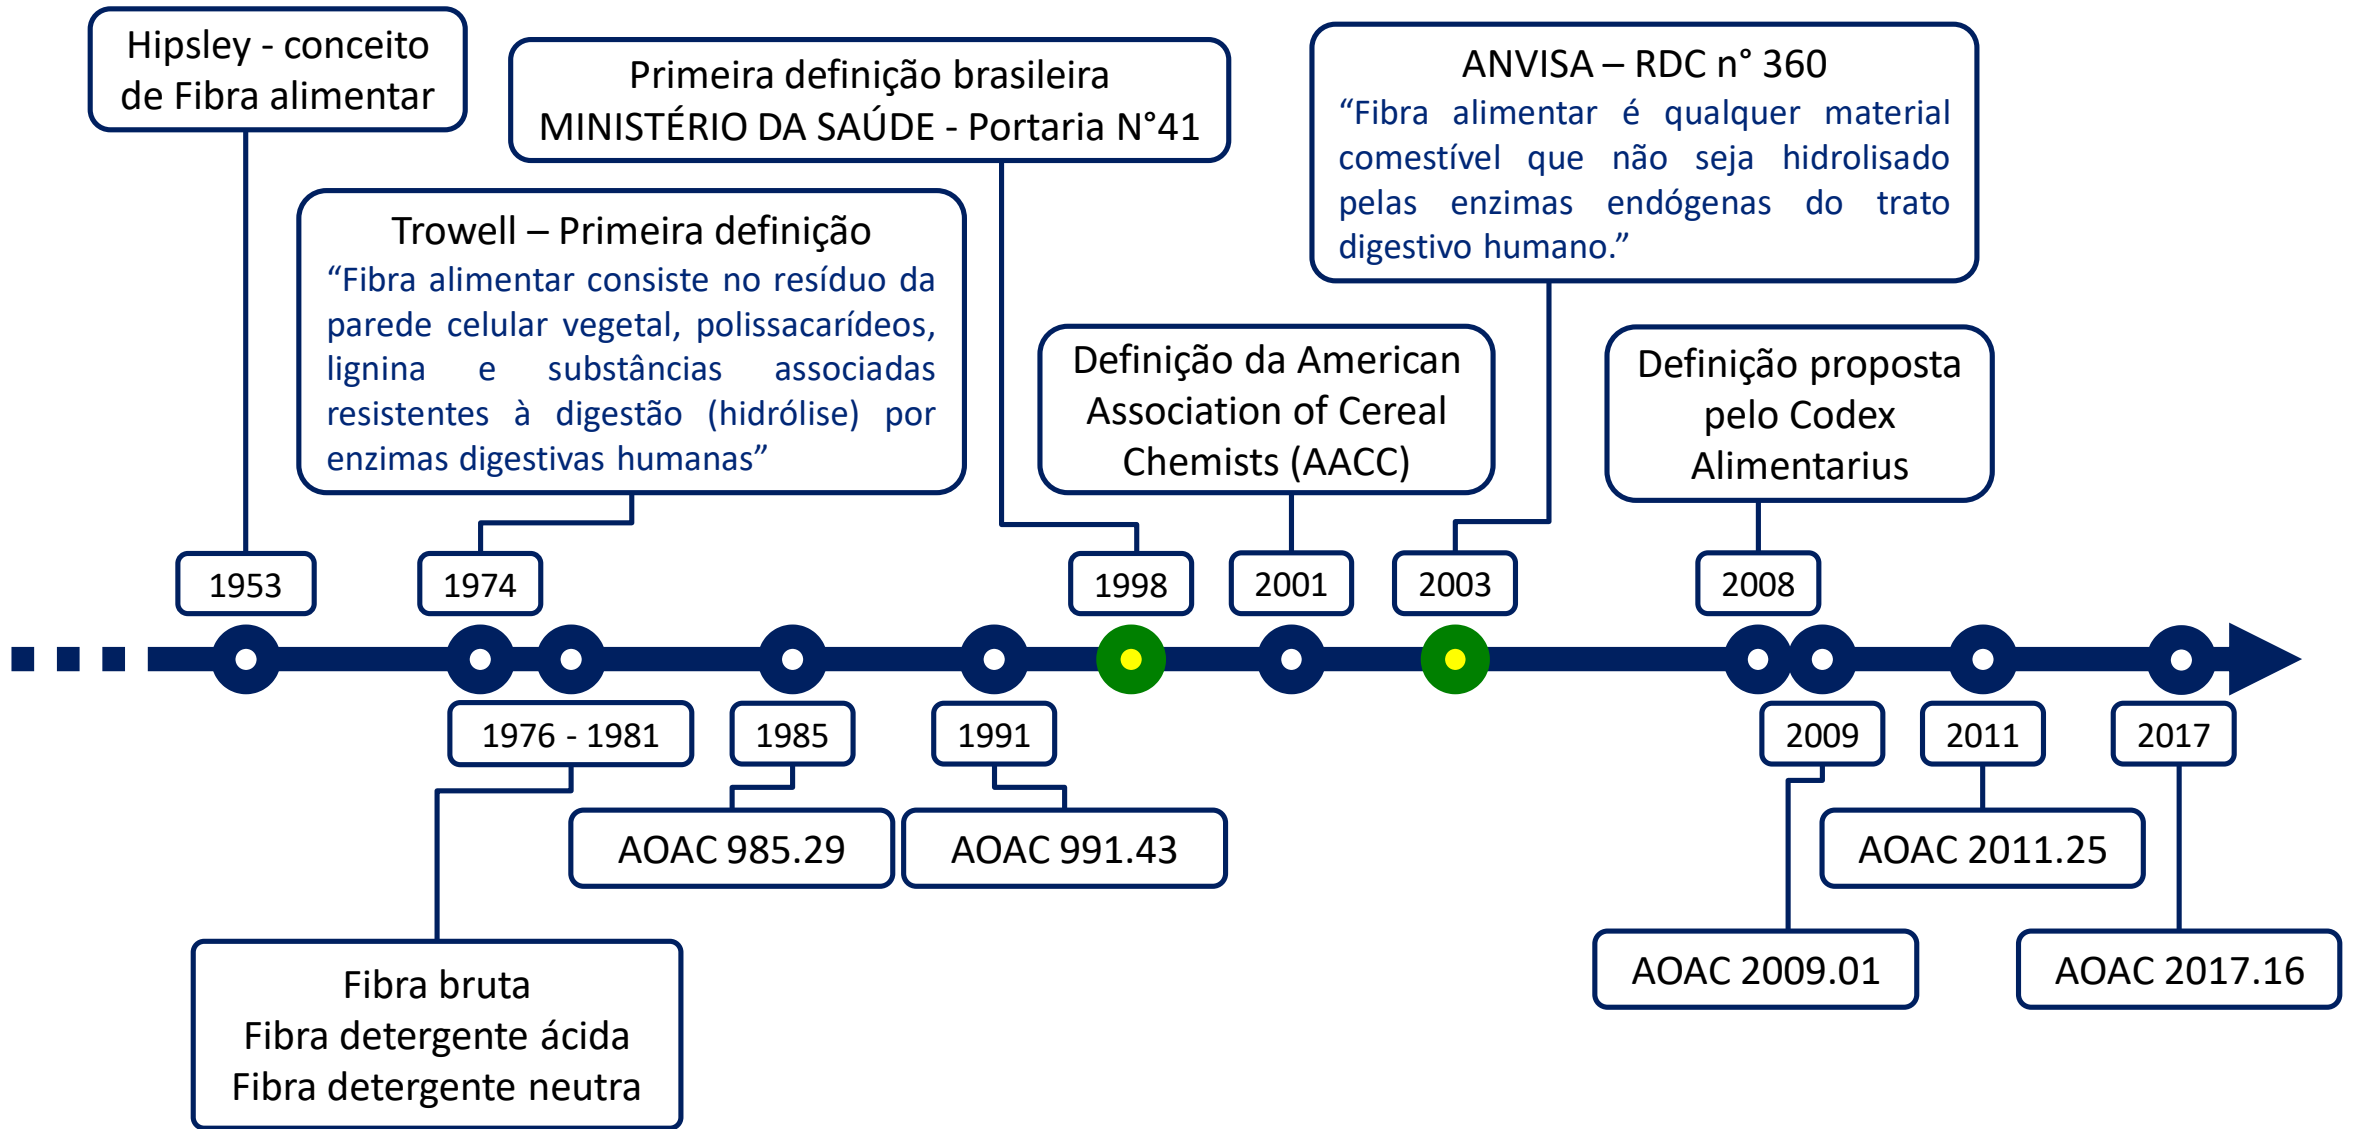 Hipsley - conceito
de Fibra alimentar
Primeira definição brasileira
MINISTÉRIO DA SAÚDE - Portaria N°41
ANVISA – RDC n° 360
“Fibra alimentar é qualquer material
comestível que não seja hidrolisado
pelas enzimas endógenas do trato
digestivo humano.”
Trowell – Primeira definição
“Fibra alimentar consiste no resíduo da
parede celular vegetal, polissacarídeos,
lignina e substâncias associadas
resistentes à digestão (hidrólise) por
enzimas digestivas humanas”
Definição da American
Association of Cereal
Chemists (AACC)
Definição proposta
pelo Codex
Alimentarius
1953
1974
1998
2001
2003
2008
1976 - 1981
1985
1991
2009
2011
2017
AOAC 985.29
AOAC 991.43
AOAC 2011.25
Fibra bruta
Fibra detergente ácida
Fibra detergente neutra
AOAC 2009.01
AOAC 2017.16